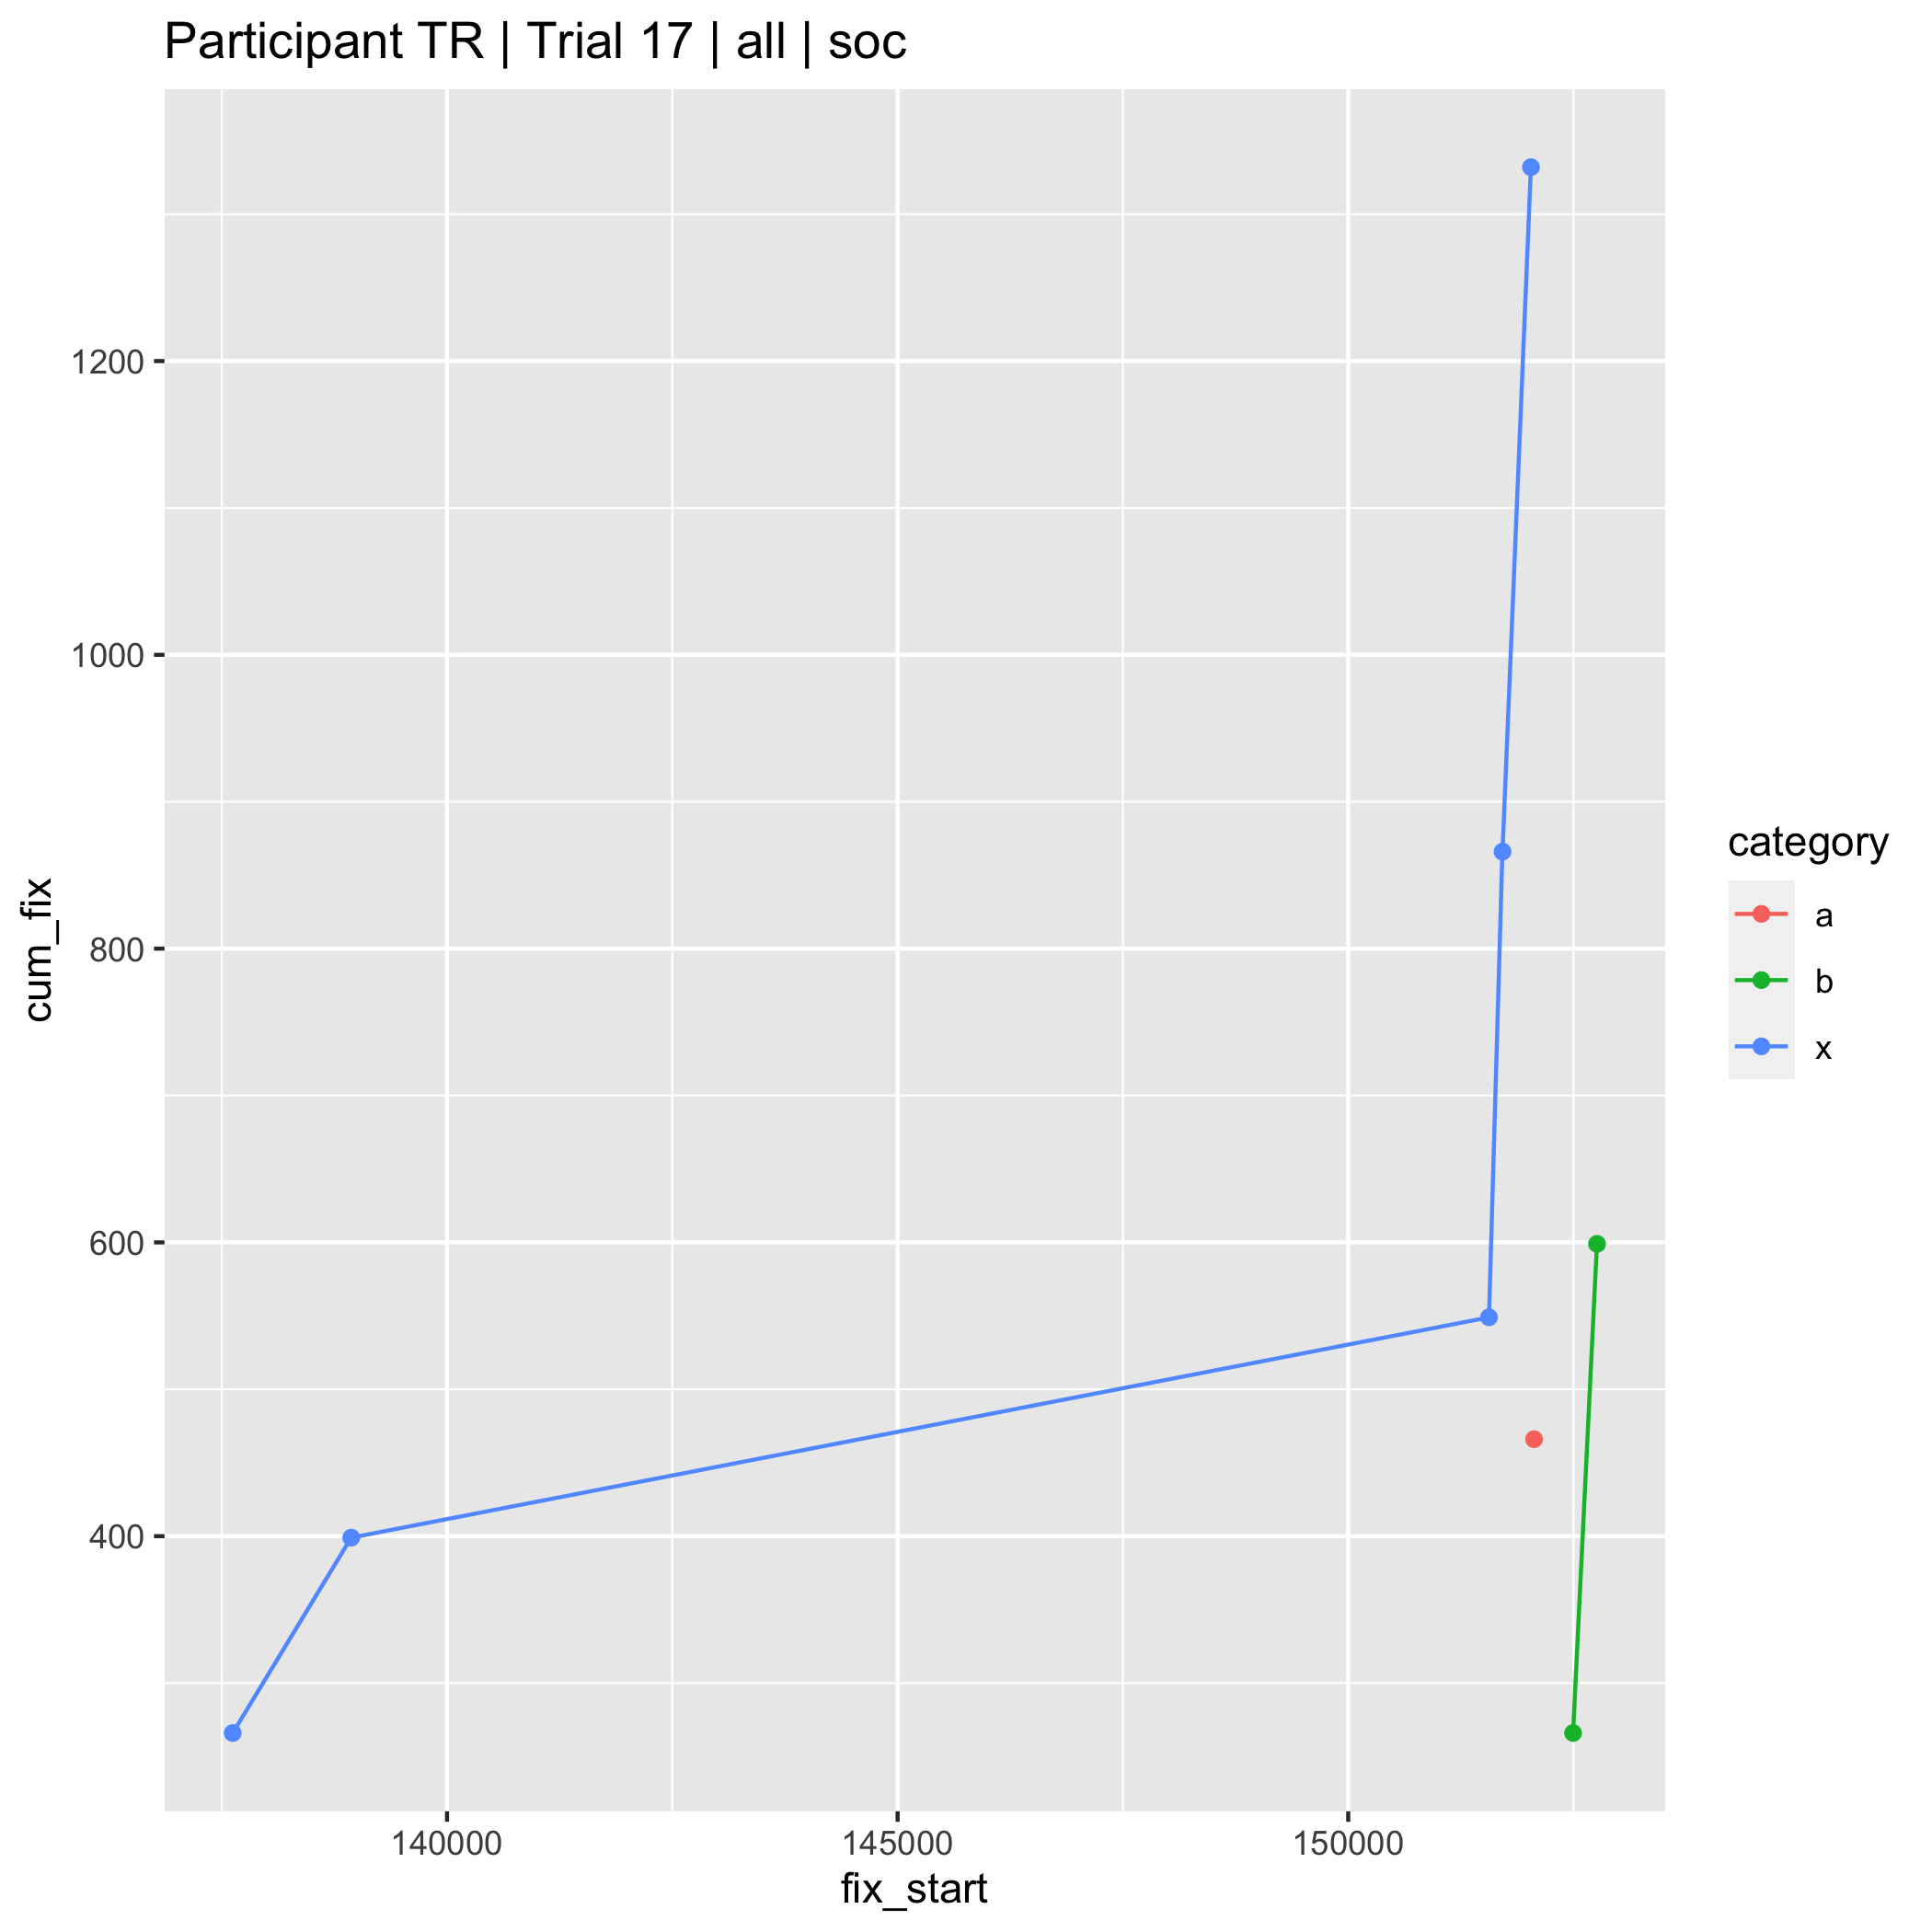 Participant TR | Trial 17 | all | soc
1200
1000
800
600
400
cum_fix
140000
145000
150000
fix_start
category
a
b
x